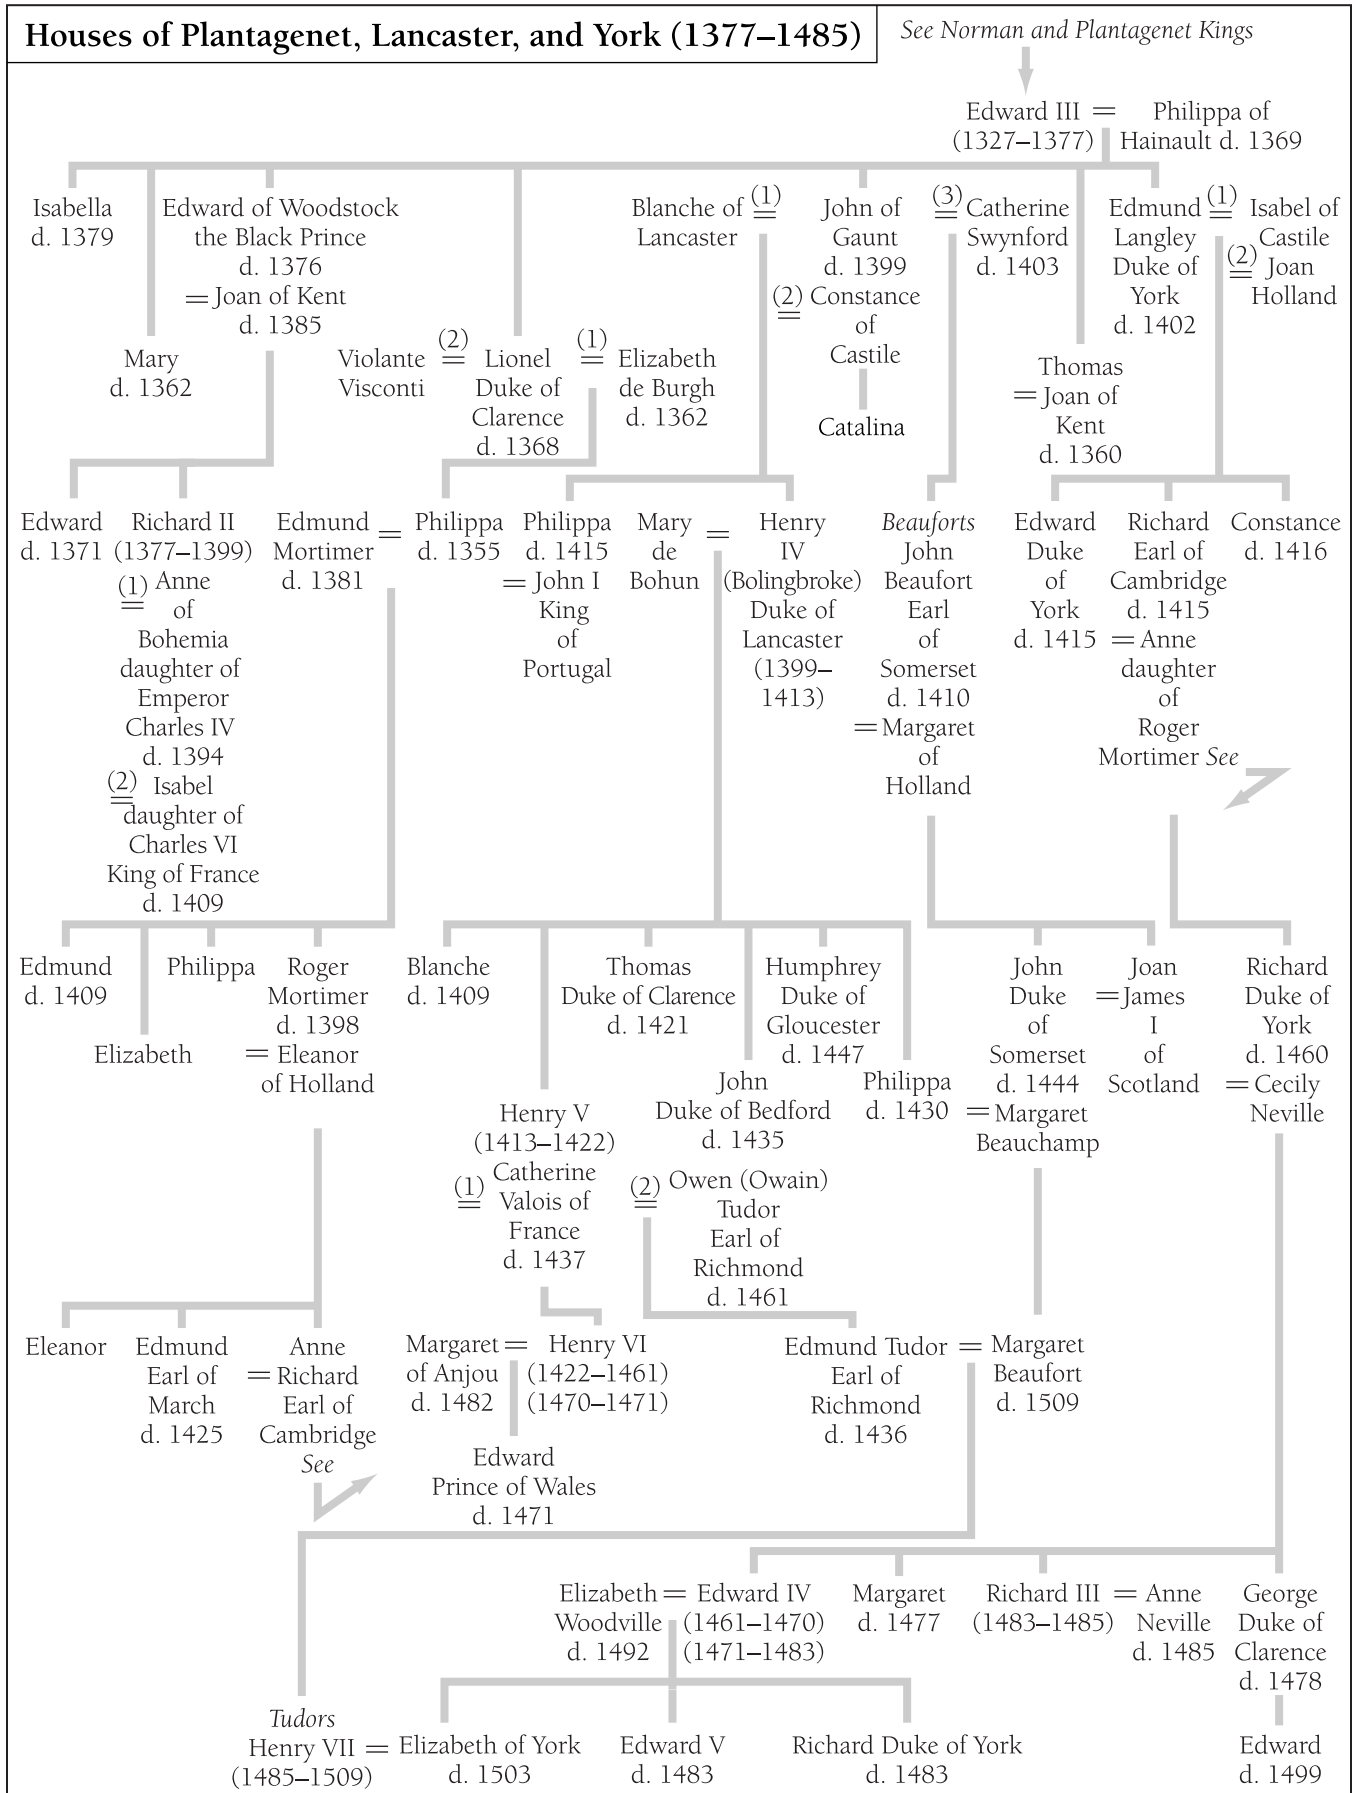 Houses of Plantagenet, Lancaster, and York (1377–1485)
See Norman and Plantagenet Kings
Edward III =
(1327–1377)
Philippa of
Hainault d. 1369
Isabella
d. 1379
Edward of Woodstock
the Black Prince
d. 1376
= Joan of Kent
d. 1385
Blanche of
Lancaster
(1)
=
John of
Gaunt
d. 1399
(2) Constance
=
of
Castile
Catalina
(3)
=
Catherine
Swynford
d. 1403
Edmund
Langley
Duke of
York
d. 1402
(1)
=
Isabel of
Castile
(2)
=
Joan
Holland
Mary
d. 1362
Violante
Visconti
(2)
=
Lionel
Duke of
Clarence
d. 1368
(1)
=
Elizabeth
de Burgh
d. 1362
Thomas
= Joan of
Kent
d. 1360
Edward
d. 1371
Richard II
(1377–1399)
(1) Anne
=
of
Bohemia
daughter of
Emperor
Charles IV
d. 1394
(2) Isabel
=
daughter of
Charles VI
King of France
d. 1409
Edmund
Mortimer
d. 1381
=
Philippa
d. 1355
Philippa
d. 1415
= John I
King
of
Portugal
Mary
de
Bohun
=
Henry
IV
(Bolingbroke)
Duke of
Lancaster
(1399–
1413)
Beauforts
John
Beaufort
Earl
of
Somerset
d. 1410
= Margaret
of
Holland
Edward
Duke
of
York
d. 1415
Richard
Earl of
Cambridge
d. 1415
= Anne
daughter
of
Roger
Mortimer See
Constance
d. 1416
Edmund
d. 1409
Elizabeth
Philippa
Roger
Mortimer
d. 1398
= Eleanor
of Holland
Blanche
d. 1409
Thomas
Duke of Clarence
d. 1421
Humphrey
Duke of
Gloucester
d. 1447
John
Duke of Bedford
d. 1435
Philippa
d. 1430
John
Duke
of
Somerset
d. 1444
= Margaret
Beauchamp
Joan
= James
I
of
Scotland
Richard
Duke of
York
d. 1460
= Cecily
Neville
Henry V
(1413–1422)
(1)
=
Catherine
Valois of
France
d. 1437
(2)
=
Owen (Owain)
Tudor
Earl of
Richmond
d. 1461
Eleanor
Edmund
Earl of
March
d. 1425
Anne
= Richard
Earl of
Cambridge
See
Margaret =
of Anjou
d. 1482
Henry VI
(1422–1461)
(1470–1471)
Edward
Prince of Wales
d. 1471
Edmund Tudor =
Earl of
Richmond
d. 1436
Margaret
Beaufort
d. 1509
Elizabeth =
Woodville
d. 1492
Edward IV
(1461–1470)
(1471–1483)
Margaret
d. 1477
Richard III =
(1483–1485)
Anne
Neville
d. 1485
George
Duke of
Clarence
d. 1478
Tudors
Henry VII =
(1485–1509)
Elizabeth of York
d. 1503
Edward V
d. 1483
Richard Duke of York
d. 1483
Edward
d. 1499